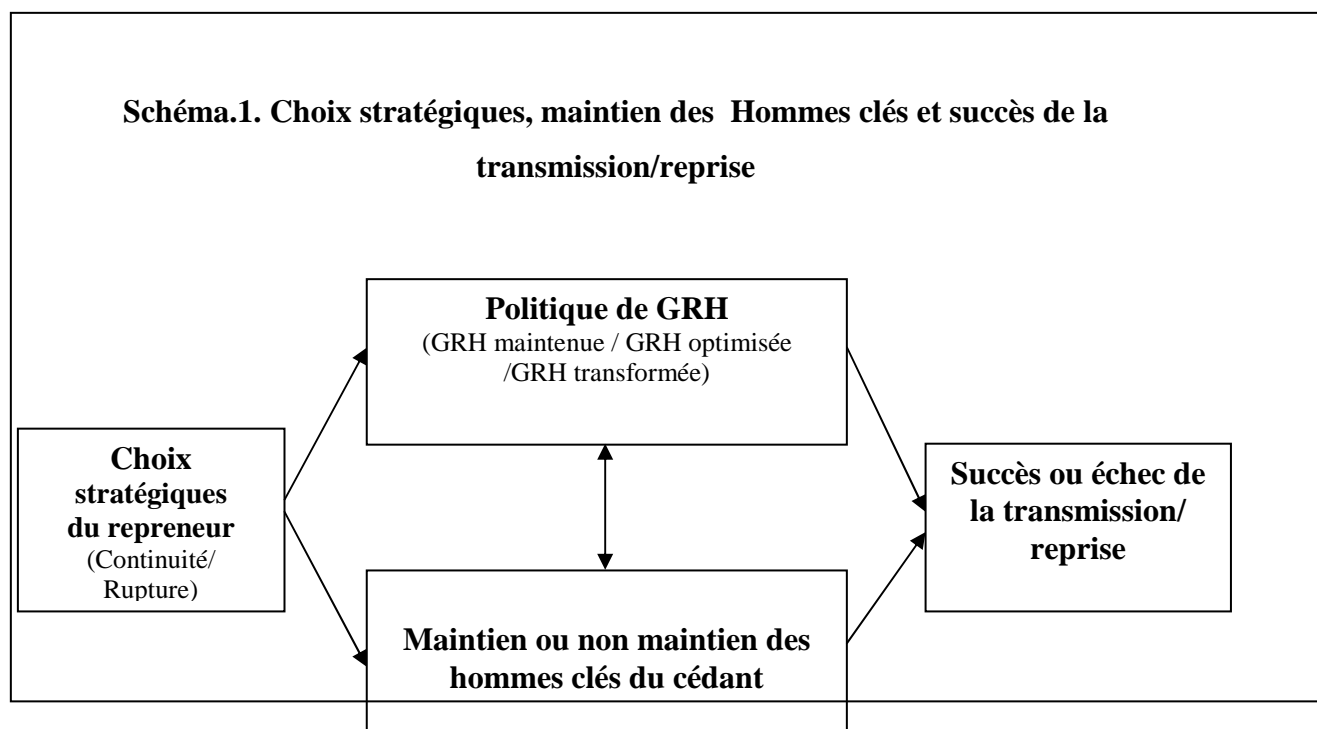 Schéma.1. Choix stratégiques, maintien des Hommes clés et succès de la
transmission/reprise
Politique de GRH
(GRH maintenue / GRH optimisée
/GRH transformée)
Choix
stratégiques
du repreneur
(Continuité/
Rupture)
Succès ou échec de
la transmission/
reprise
Maintien ou non maintien des
hommes clés du cédant